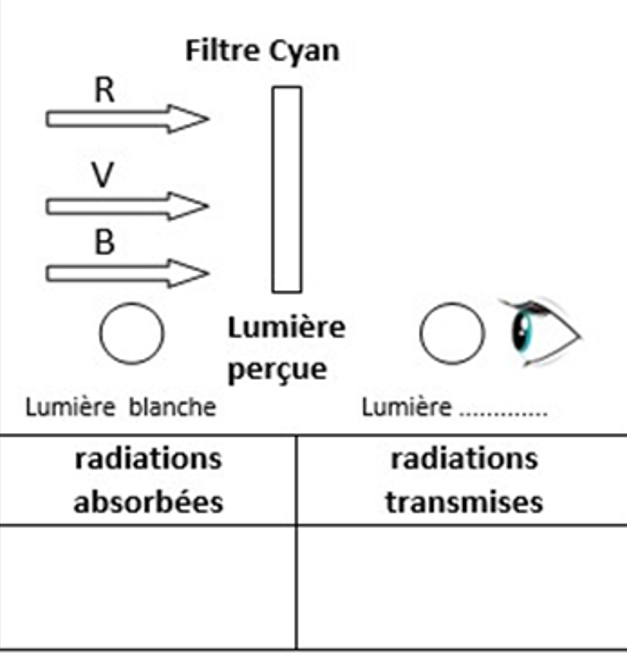 Filtre Cyan
R
V
B
Lumière
perçue
Lumière blanche
Lumière .............
radiations
absorbées
radiations
transmises